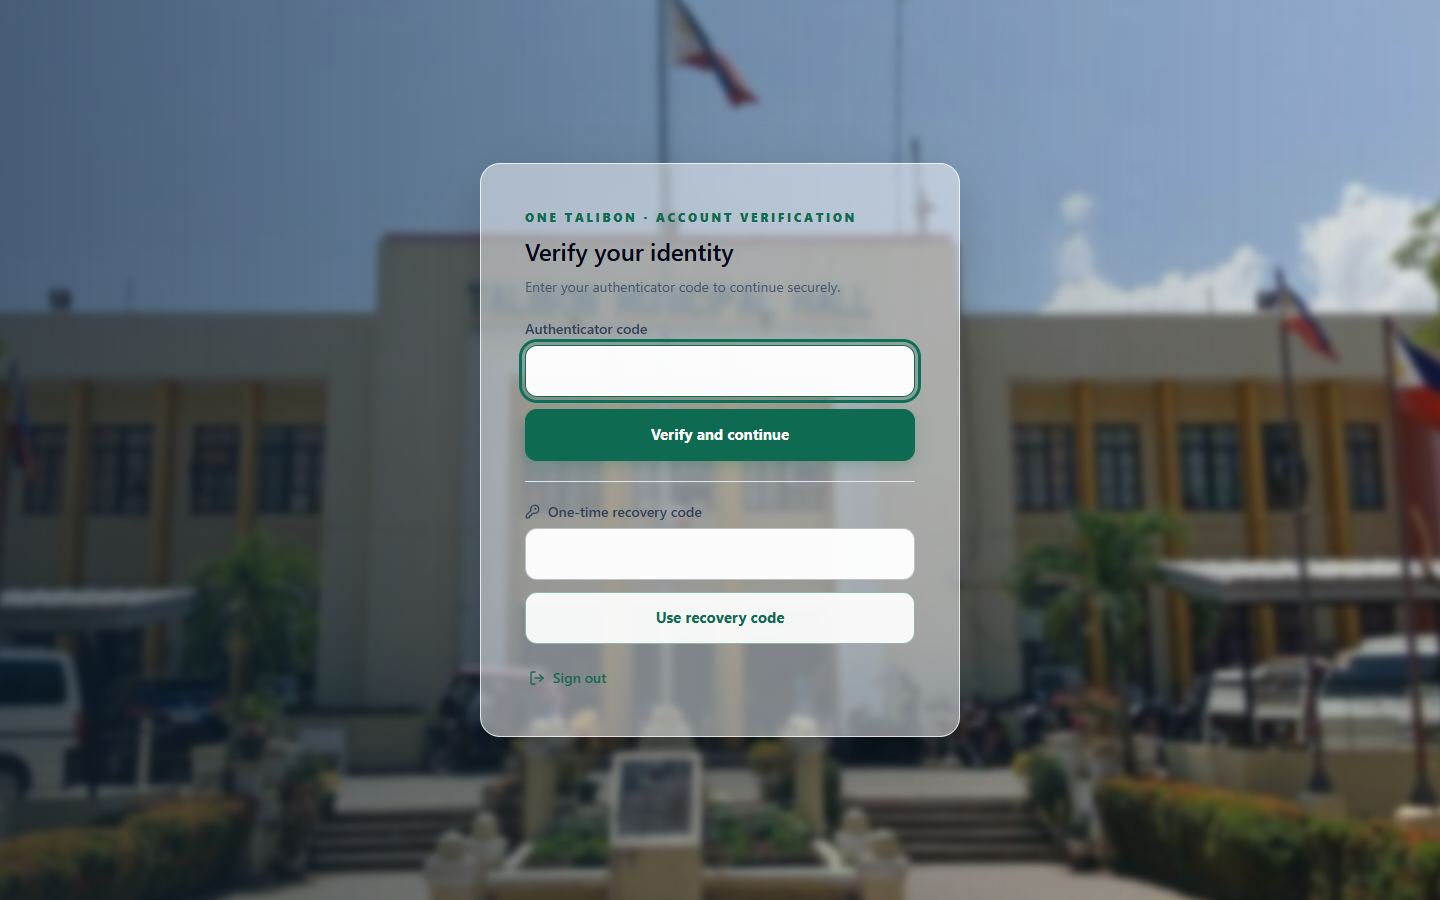 ONE TALIBON · ACCOUNT VERIFICATION
Verify your identity
Enter your authenticator code to continue securely.
Authenticator code
Verify and continue
One-time recovery code
Use recovery code
Sign out